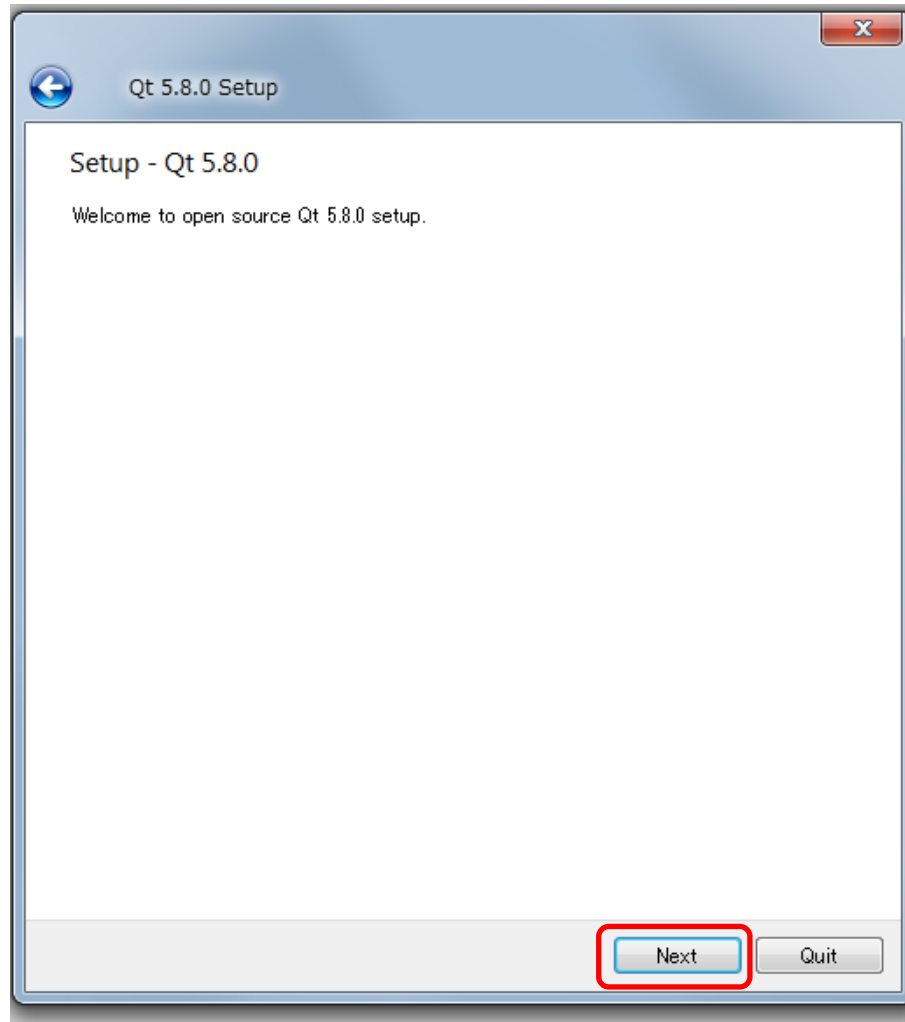 Qt 5.8.0 Setup
Setup - Qt 5.8.0
Welcome to open source Qt 5.8.0 setup.
Next
Quit